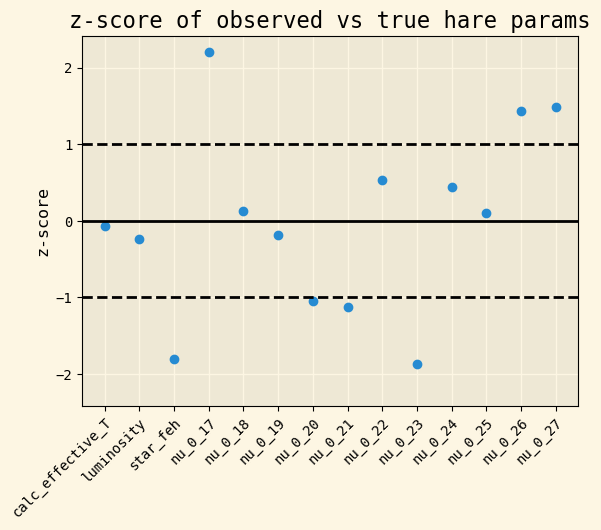 z-score of observed vs true hare params
z-score
2
1
0
−1
−2
calc_effective_T
luminosity
star_feh
nu_0_17
nu_0_18
nu_0_19
nu_0_20
nu_0_21
nu_0_22
nu_0_23
nu_0_24
nu_0_25
nu_0_26
nu_0_27